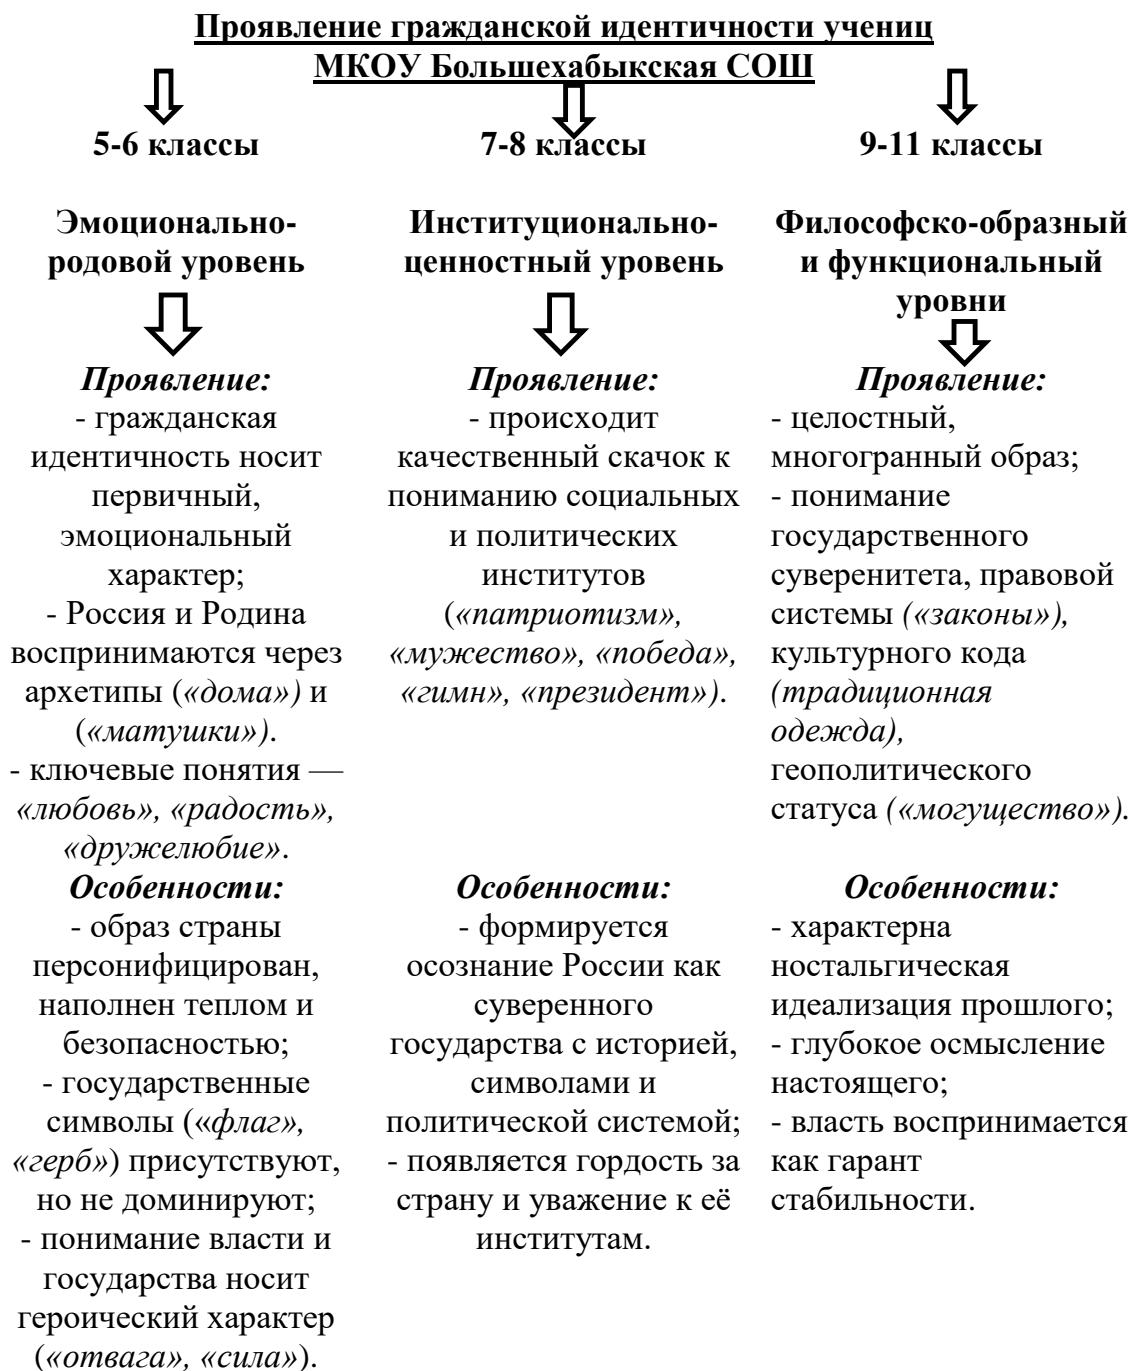 Проявление гражданской идентичности учениц
МКОУ Большехабыкская СОШ
5-6 классы
Эмоционально-
родовой уровень
Проявление:
- гражданская
идентичность носит
первичный,
эмоциональный
характер;
- Россия и Родина
воспринимаются через
архетипы («дома») и
(«матушки»).
- ключевые понятия —
«любовь», «радость»,
«дружелюбие».
Особенности:
- образ страны
персонифицирован,
наполнен теплом и
безопасностью;
- государственные
символы («флаг»,
«герб») присутствуют,
но не доминируют;
- понимание власти и
государства носит
героический характер
(«отвага», «сила»).
7-8 классы
Институционально-
ценностный уровень
Проявление:
- происходит
качественный скачок к
пониманию социальных
и политических
институтов
(«патриотизм»,
«мужество», «победа»,
«гимн», «президент»).
Особенности:
- формируется
осознание России как
суверенного
государства с историей,
символами и
политической системой;
- появляется гордость за
страну и уважение к её
институтам.
9-11 классы
Философско-образный
и функциональный
уровни
Проявление:
- целостный,
многогранный образ;
- понимание
государственного
суверенитета, правовой
системы («законы»),
культурного кода
(традиционная
одежда),
геополитического
статуса («могущество»).
Особенности:
- характерна
ностальгическая
идеализация прошлого;
- глубокое осмысление
настоящего;
- власть воспринимается
как гарант
стабильности.